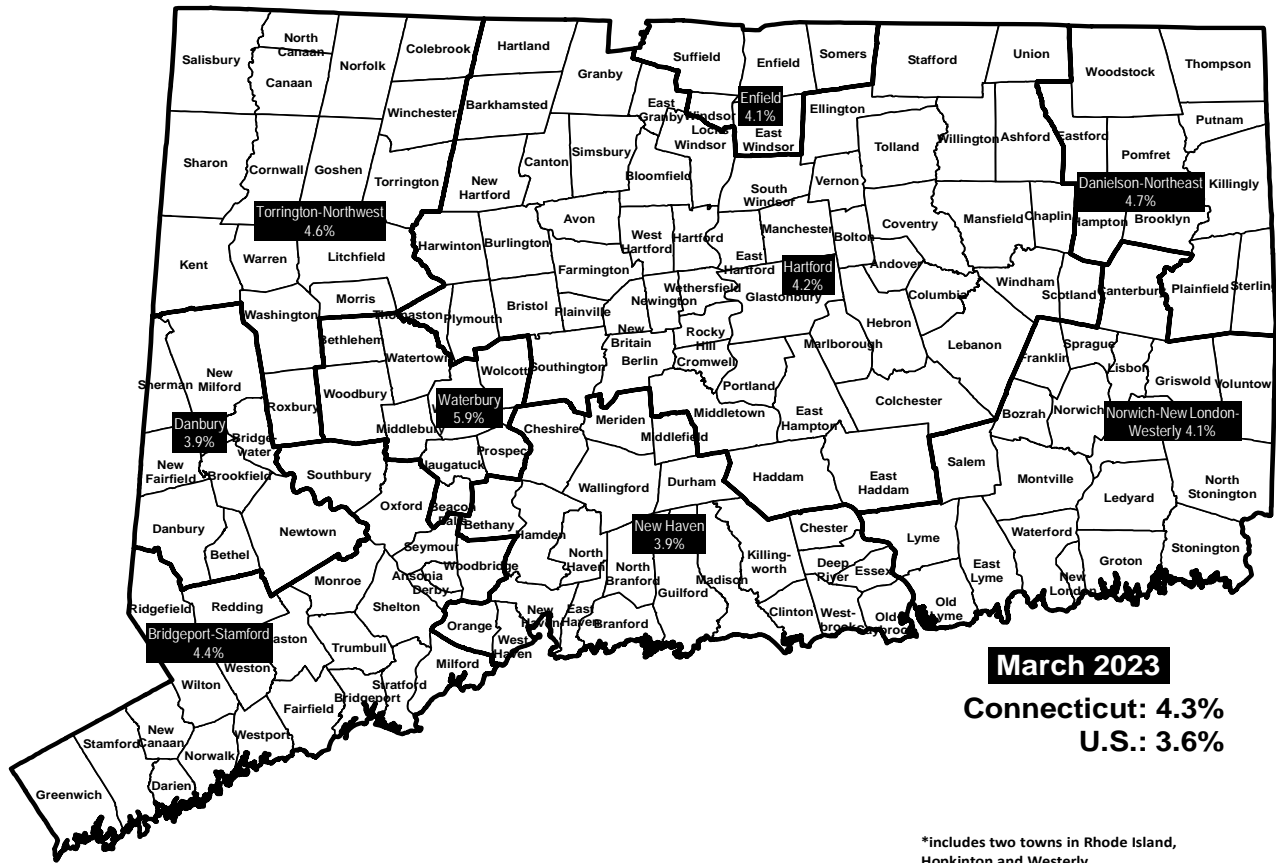 North
Canaan
Salisbury
Canaan
Norfolk
Colebrook
Hartland
Granby
Suffield
Enfield
Somers
Stafford
Union
Woodstock
Thompson
Winchester
Barkhamsted
East
Granby
Windsor
Locks
Windsor
Enfield
4.1%
East
Windsor
Ellington
Tolland
Willington
Ashford
Eastford
Putnam
Pomfret
Killingly
Sharon
Cornwall
Goshen
Torrington
New
Hartford
Canton
Simsbury
Bloomfield
South
Windsor
Vernon
Torrington-Northwest
4.6%
Danielson-Northeast
4.7%
Kent
Warren
Litchfield
Harwinton
Burlington
Avon
West
Hartford
Hartford
East
Hartford
Manchester
Bolton
Coventry
Mansfield
Chaplin
Hampton
Brooklyn
Farmington
Wethersfield
Newington
Hartford
4.2%
Glastonbury
Andover
Columbia
Windham
Scotland
Canterbury
Plainfield
Sterling
Washington
Morris
Thomaston
Plymouth
Bristol
Plainville
New
Britain
Berlin
Rocky
Hill
Cromwell
Marlborough
Hebron
Lebanon
Franklin
Sprague
Lisbon
Griswold
Voluntown
Sherman
New
Milford
Roxbury
Bethlehem
Watertown
Woodbury
Wolcott
Southington
Waterbury
5.9%
Middlebury
Portland
Middletown
East
Hampton
Colchester
Bozrah
Norwich
Norwich-New London-
Westerly 4.1%
Danbury
3.9%
Bridge-
water
New
Fairfield
Brookfield
Southbury
Naugatuck
Prospect
Cheshire
Meriden
Middlefield
Wallingford
Durham
Haddam
East
Haddam
Salem
Montville
Ledyard
North
Stonington
Danbury
Bethel
Newtown
Oxford
Beacon
Falls
Bethany
Hamden
New Haven
3.9%
Seymour
Woodbridge
North
Haven
North
Branford
Guilford
Madison
Killing-
worth
Chester
Deep
River
Essex
Lyme
East
Lyme
Waterford
New
London
Groton
Stonington
Ridgefield
Redding
Monroe
Ansonia
Derby
Shelton
Orange
New
Haven
West
Haven
East
Haven
Branford
Clinton
West-
brook
Old
Saybrook
Old
Lyme
Bridgeport-Stamford
4.4%
Easton
Weston
Trumbull
Milford
Stratford
Bridgeport
Fairfield
Wilton
New
Canaan
Westport
Stamford
Norwalk
Darien
Greenwich
March 2023
Connecticut: 4.3%
U.S.: 3.6%
*includes two towns in Rhode Island,
Hopkinton and Westerly